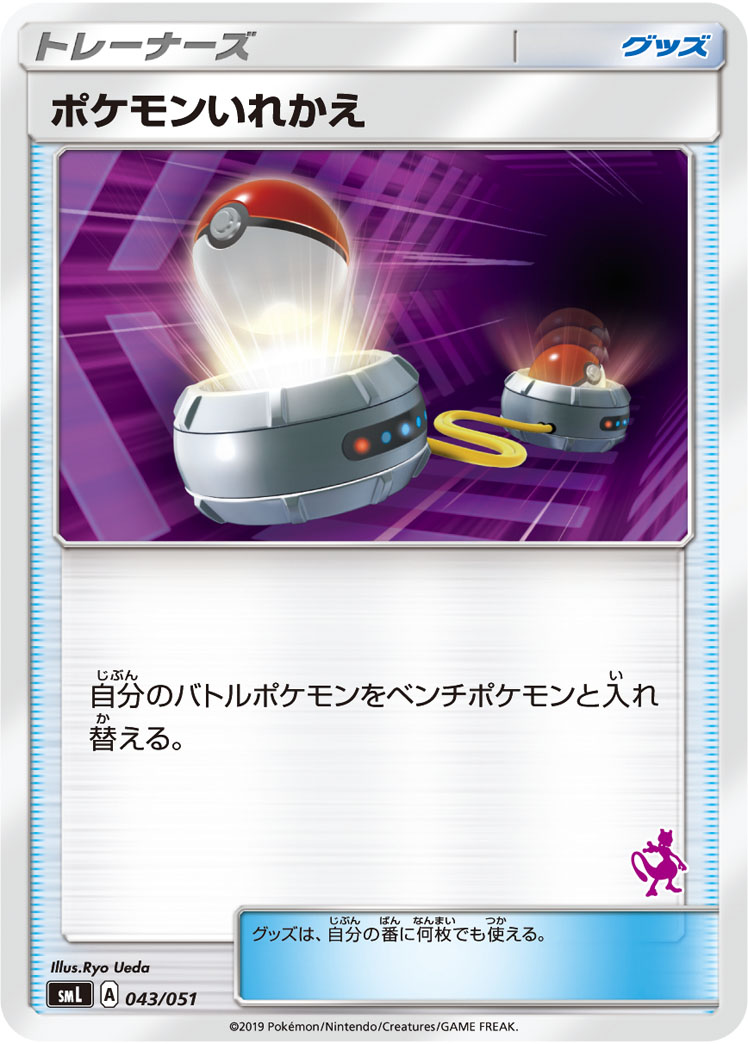 トレーナーズ
グッズ
ポケモンいれかえ
じぶん い
自分のバトルポケモンをベンチポケモンと入れ
か
替える。
じぶん ばん なんまい つか
グッズは、自分の番に何枚でも使える。
Illus.Ryo Ueda
SML A 043/051
©2019 Pokémon/Nintendo/Creatures/GAME FREAK.